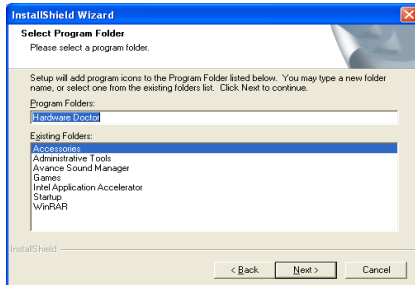 InstallShield Wizard
Select Program Folder
Please select a program folder.
Setup will add program icons to the Program Folder listed below. You may type a new folder
name, or select one from the existing folders list. Click Next to continue.
Program Folders:
Hardware Doctor
Existing Folders:
Accessories
Administrative Tools
Avance Sound Manager
Games
Intel Application Accelerator
Startup
WinRAR
InstallShield
< Back Next > Cancel